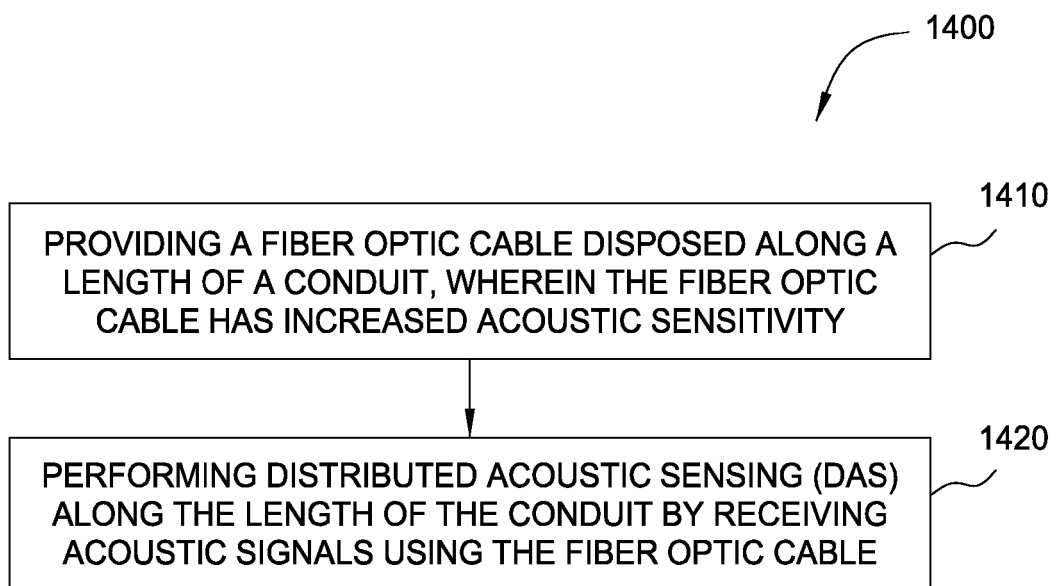 1400
1410
PROVIDING A FIBER OPTIC CABLE DISPOSED ALONG A
LENGTH OF A CONDUIT, WHEREIN THE FIBER OPTIC
CABLE HAS INCREASED ACOUSTIC SENSITIVITY
1420
PERFORMING DISTRIBUTED ACOUSTIC SENSING (DAS)
ALONG THE LENGTH OF THE CONDUIT BY RECEIVING
ACOUSTIC SIGNALS USING THE FIBER OPTIC CABLE